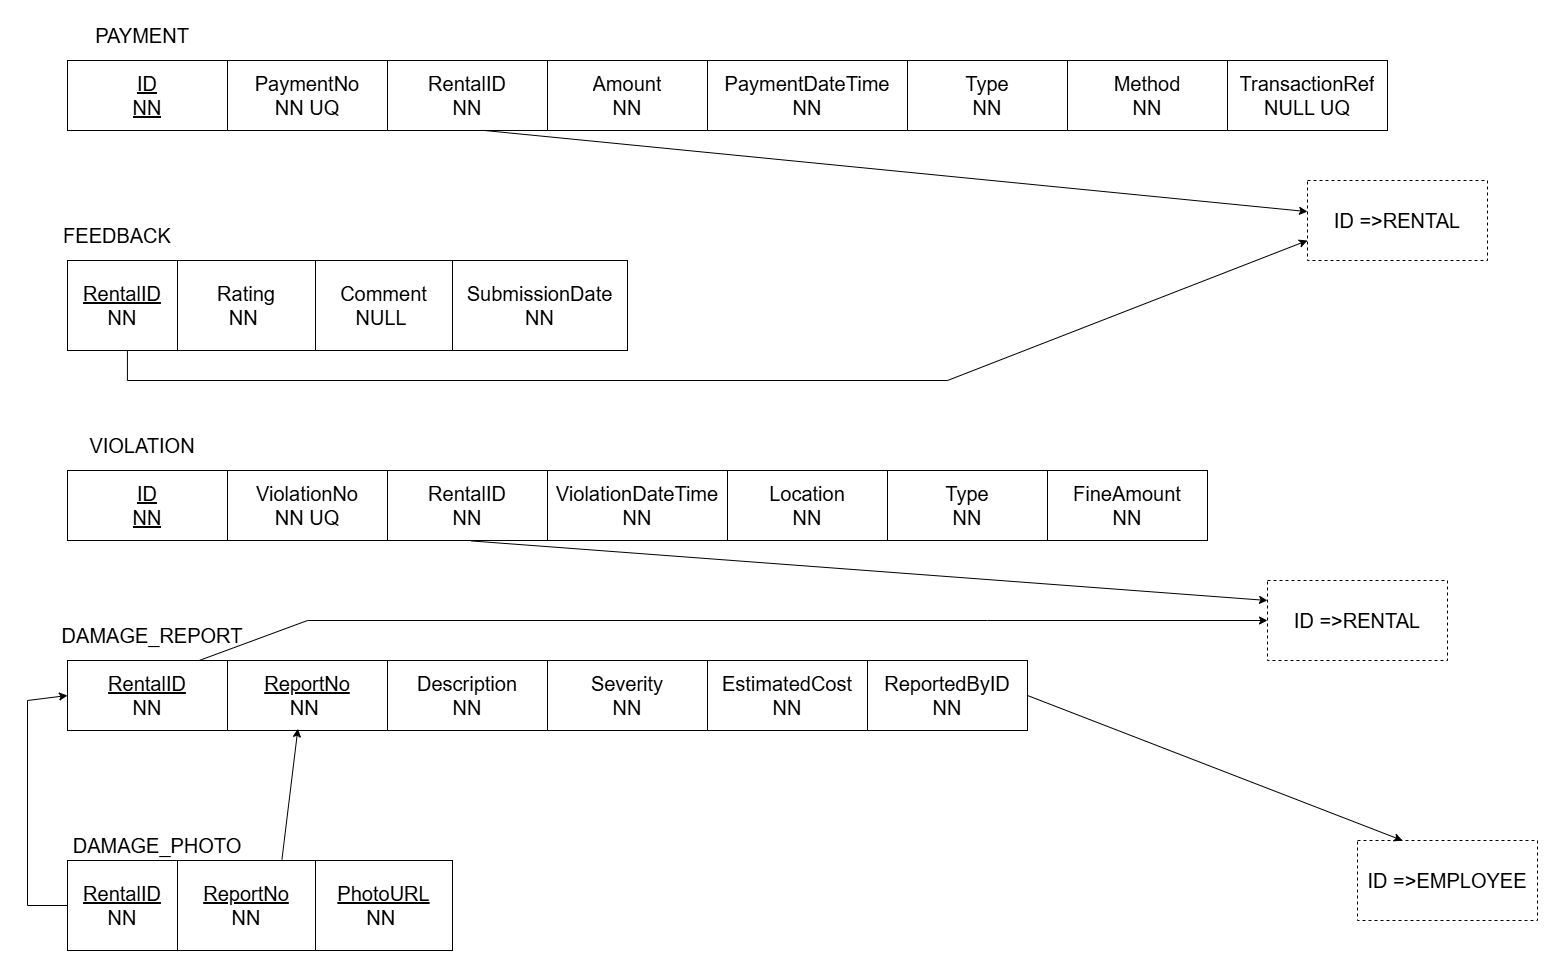 PAYMENT
ID PaymentNo RentalID Amount PaymentDateTime Type Method TransactionRef
NN NN UQ NN NN NN NN NN NULL UQ
ID =>RENTAL
FEEDBACK
RentalID Rating Comment SubmissionDate
NN NN NULL NN
VIOLATION
ID ViolationNo RentalID ViolationDateTime Location Type FineAmount
NN NN UQ NN NN NN NN NN
ID =>RENTAL
DAMAGE_REPORT
RentalID ReportNo Description Severity EstimatedCost ReportedByID
NN NN NN NN NN NN
DAMAGE_PHOTO
RentalID ReportNo PhotoURL
NN NN NN
ID =>EMPLOYEE